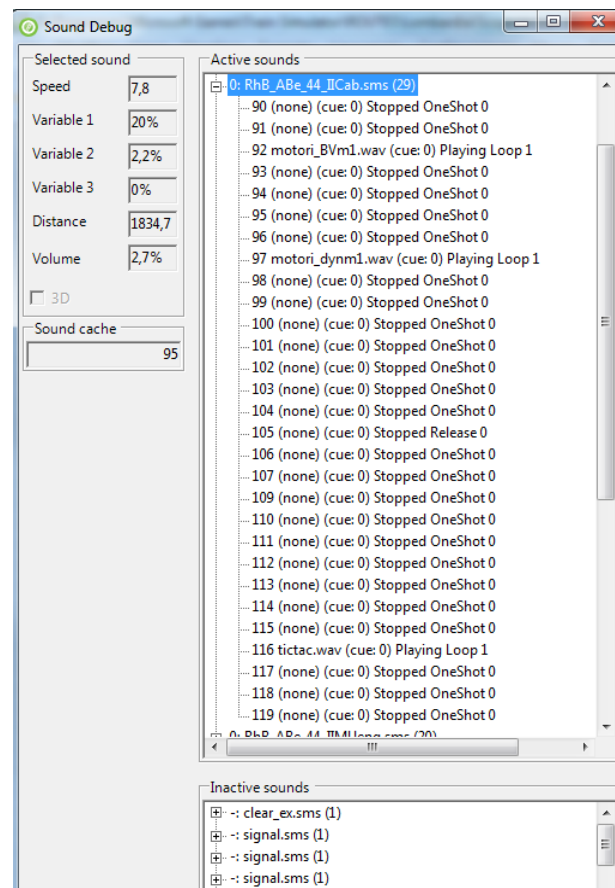 Sound Debug
Selected sound
Speed 7,8
Variable 1 20%
Variable 2 2,2%
Variable 3 0%
Distance 1834,7
Volume 2,7%
3D
Sound cache
95
Active sounds
0: RhB_ABe_44_IICab.sms (29)
90 (none) (cue: 0) Stopped OneShot 0
91 (none) (cue: 0) Stopped OneShot 0
92 motori_BVm1.wav (cue: 0) Playing Loop 1
93 (none) (cue: 0) Stopped OneShot 0
94 (none) (cue: 0) Stopped OneShot 0
95 (none) (cue: 0) Stopped OneShot 0
96 (none) (cue: 0) Stopped OneShot 0
97 motori_dynm1.wav (cue: 0) Playing Loop 1
98 (none) (cue: 0) Stopped OneShot 0
99 (none) (cue: 0) Stopped OneShot 0
100 (none) (cue: 0) Stopped OneShot 0
101 (none) (cue: 0) Stopped OneShot 0
102 (none) (cue: 0) Stopped OneShot 0
103 (none) (cue: 0) Stopped OneShot 0
104 (none) (cue: 0) Stopped OneShot 0
105 (none) (cue: 0) Stopped Release 0
106 (none) (cue: 0) Stopped OneShot 0
107 (none) (cue: 0) Stopped OneShot 0
109 (none) (cue: 0) Stopped OneShot 0
110 (none) (cue: 0) Stopped OneShot 0
111 (none) (cue: 0) Stopped OneShot 0
112 (none) (cue: 0) Stopped OneShot 0
113 (none) (cue: 0) Stopped OneShot 0
114 (none) (cue: 0) Stopped OneShot 0
115 (none) (cue: 0) Stopped OneShot 0
116 tictac.wav (cue: 0) Playing Loop 1
117 (none) (cue: 0) Stopped OneShot 0
118 (none) (cue: 0) Stopped OneShot 0
119 (none) (cue: 0) Stopped OneShot 0
0: RhB_ABe_44_IIMUeng.sms (20)
Inactive sounds
-: clear_ex.sms (1)
-: signal.sms (1)
-: signal.sms (1)
-: signal.sms (1)